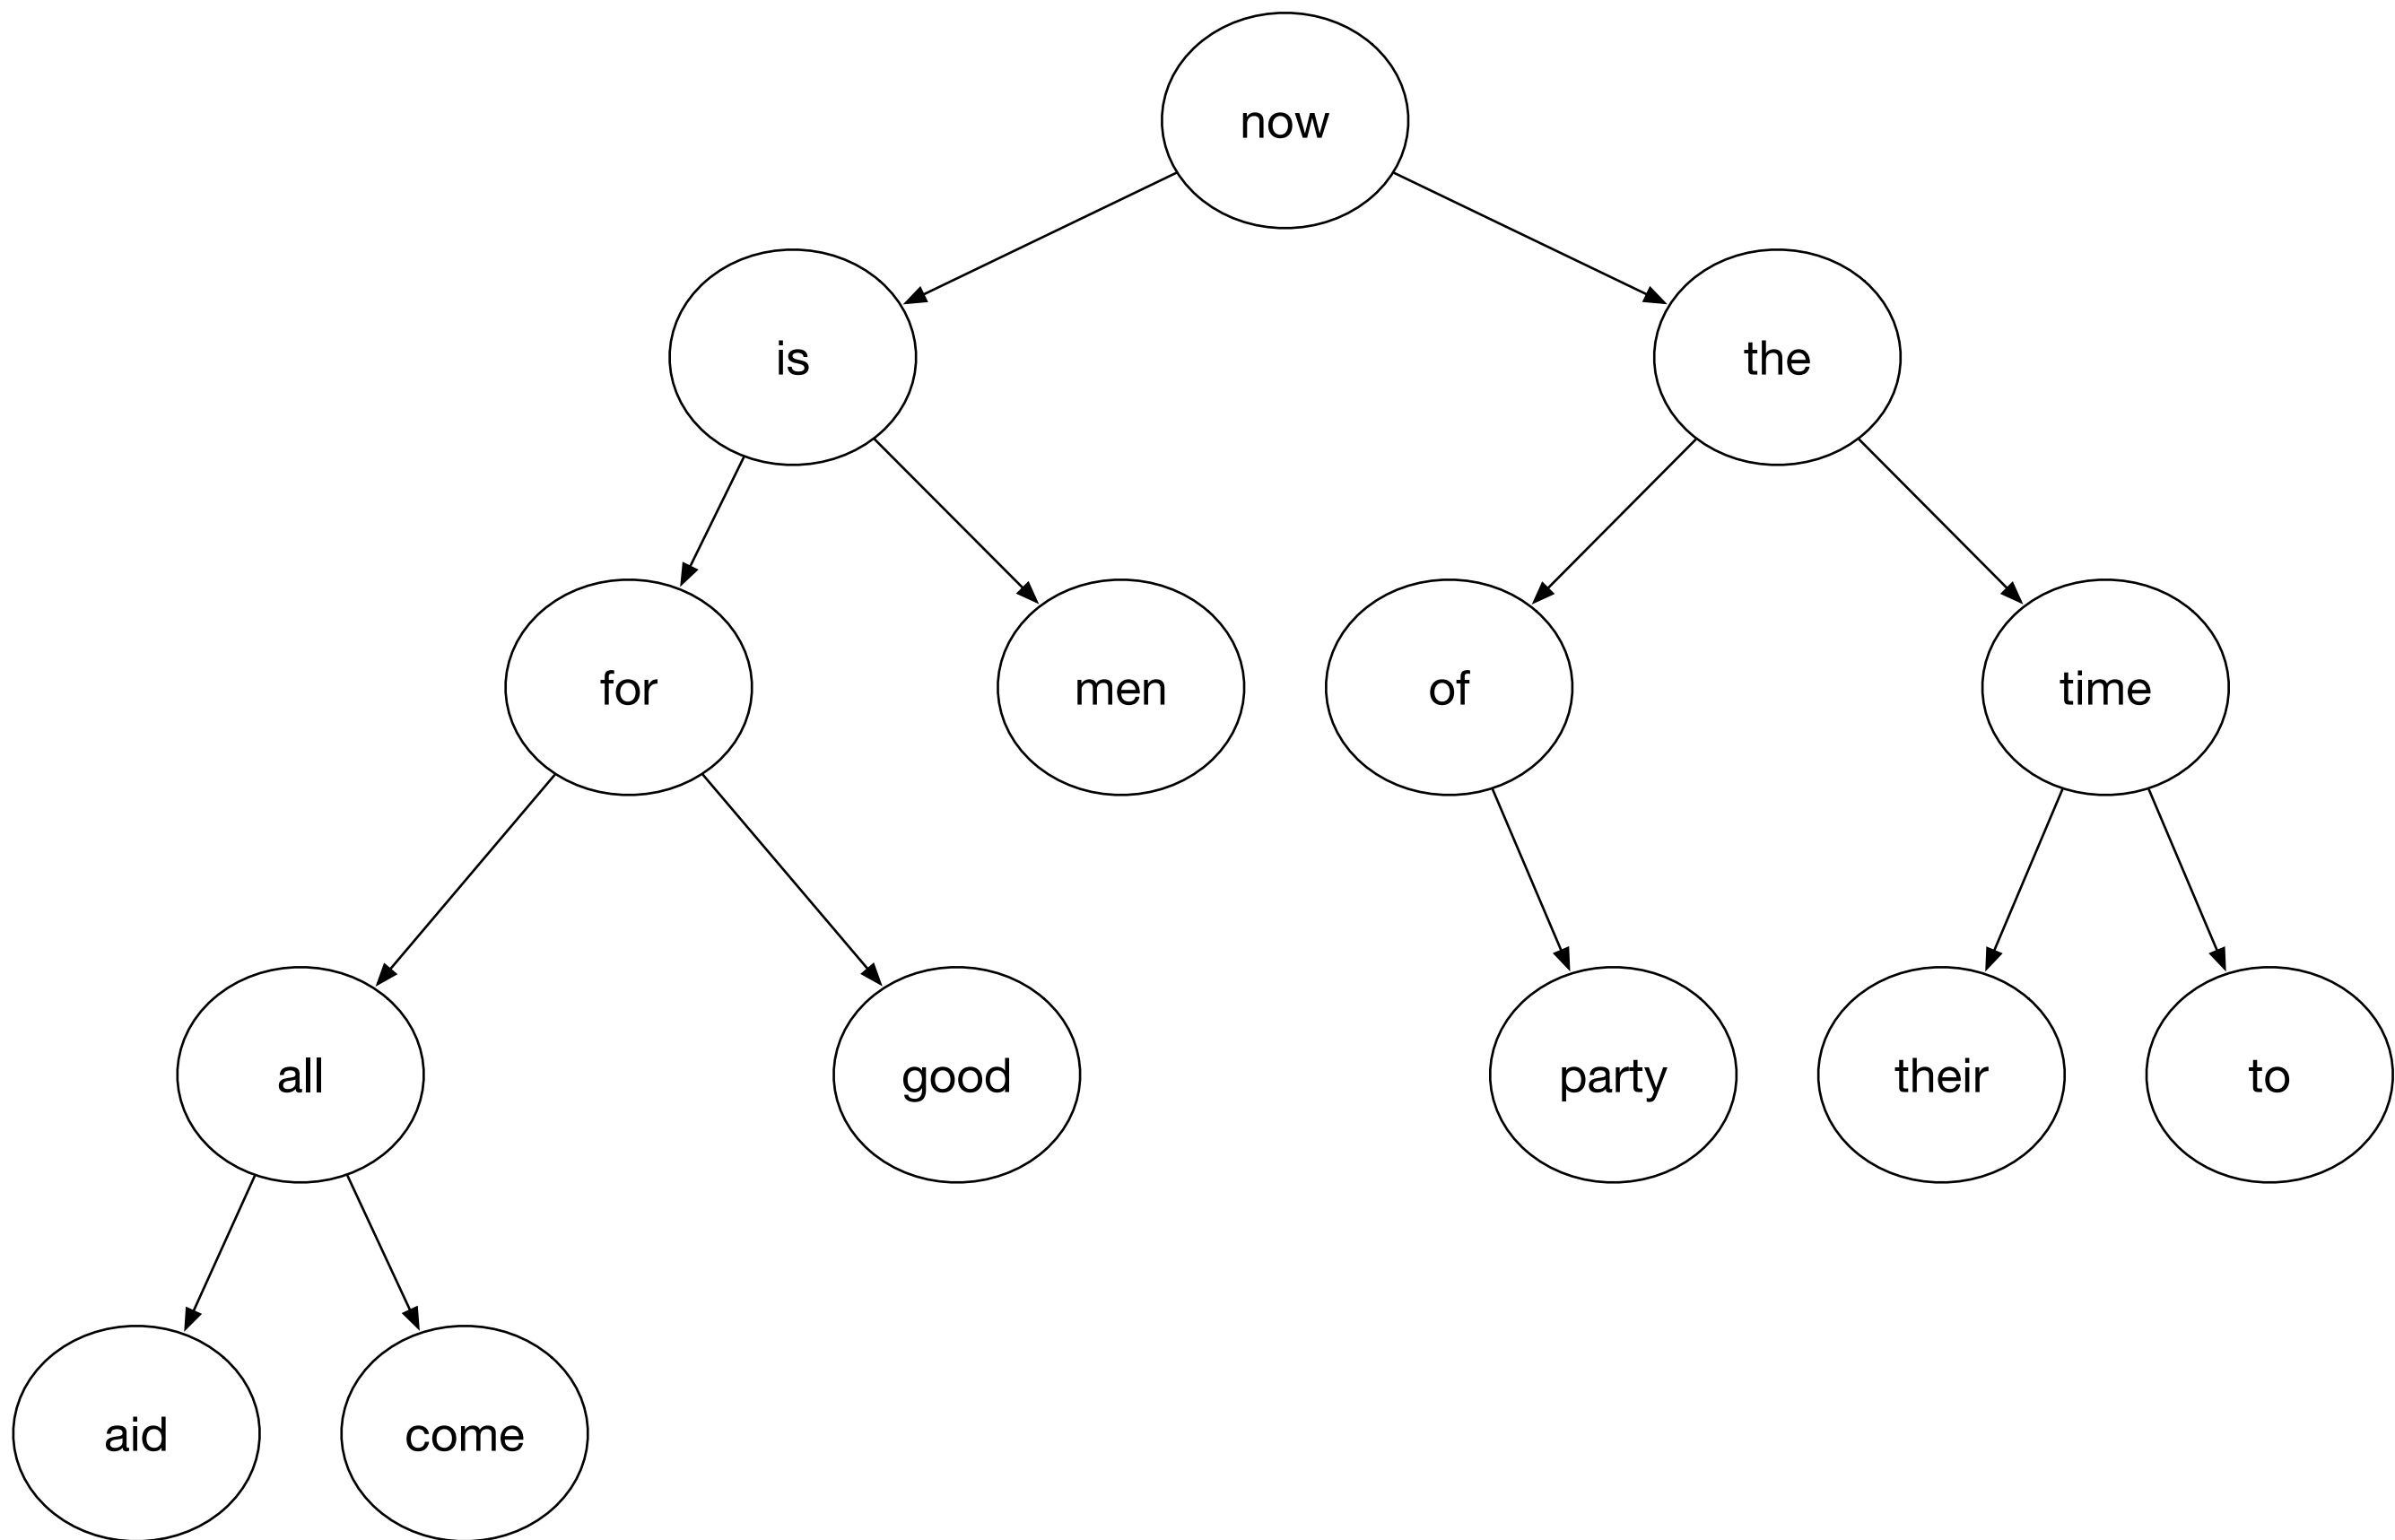 now
is
the
for
men
of
time
all
good
party
their
to
aid
come